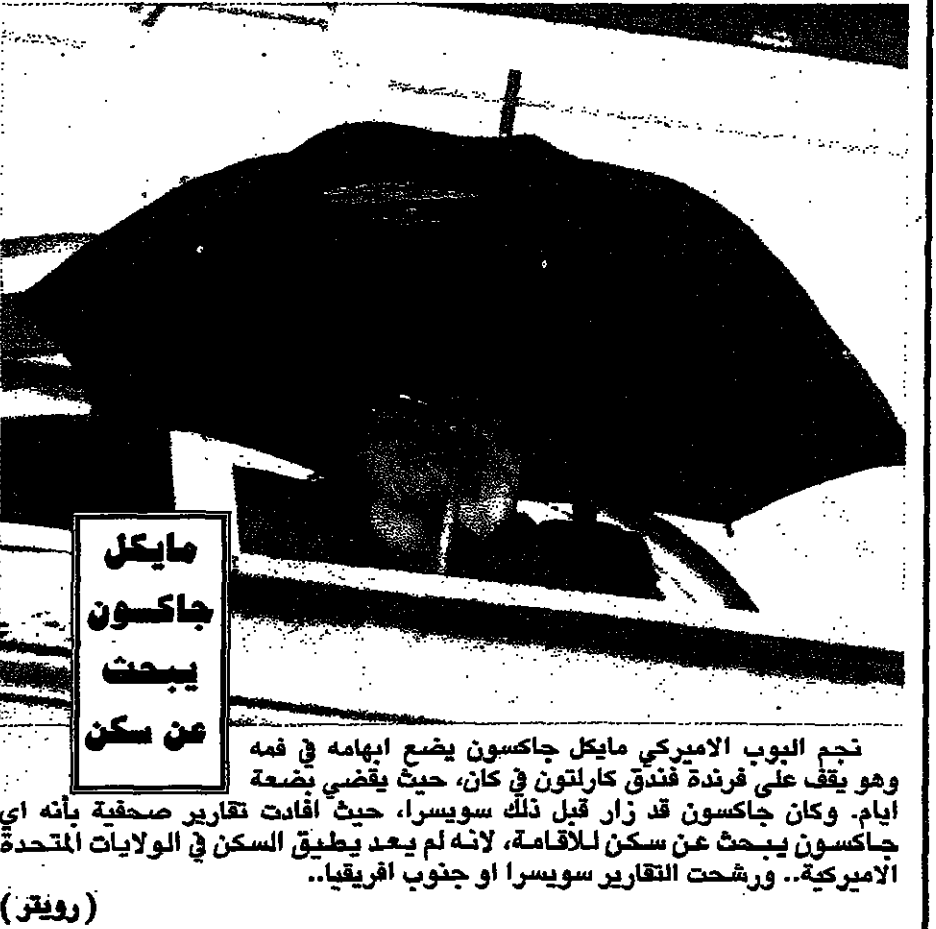 مايكل
جاكسون
يبحث
عن سكن
نجم البوب الاميركي مايكل جاكسون يضع ابهامه في فمه
وهو يقف على فرندة فندق كارلتون في كان، حيث يقضي بضعة
ايام. وكان جاكسون قد زار قبل ذلك سويسرا، حيث افادت تقارير صحفية بأنه اي
جاكسون يبحث عن سكن للاقامة، لانه لم يعد يطيق السكن في الولايات المتحدة
الاميركية.. ورشحت التقارير سويسرا او جنوب افريقيا..
(رويتر)